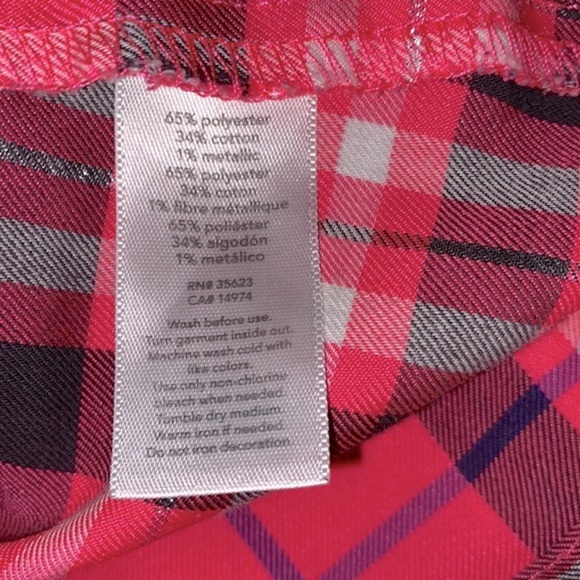 65% polyester
34% cotton
1% metallic
65% polyester
34% coton
1% fibre métallique
65% poliéster
34% algodón
1% metálico
RN# 35623
CA# 14974
Wash before use.
Turn garment inside out.
Machine wash cold with
like colors.
Use only non-chlorine
bleach when needed.
Tumble dry medium.
Warm iron if needed.
Do not iron decoration.